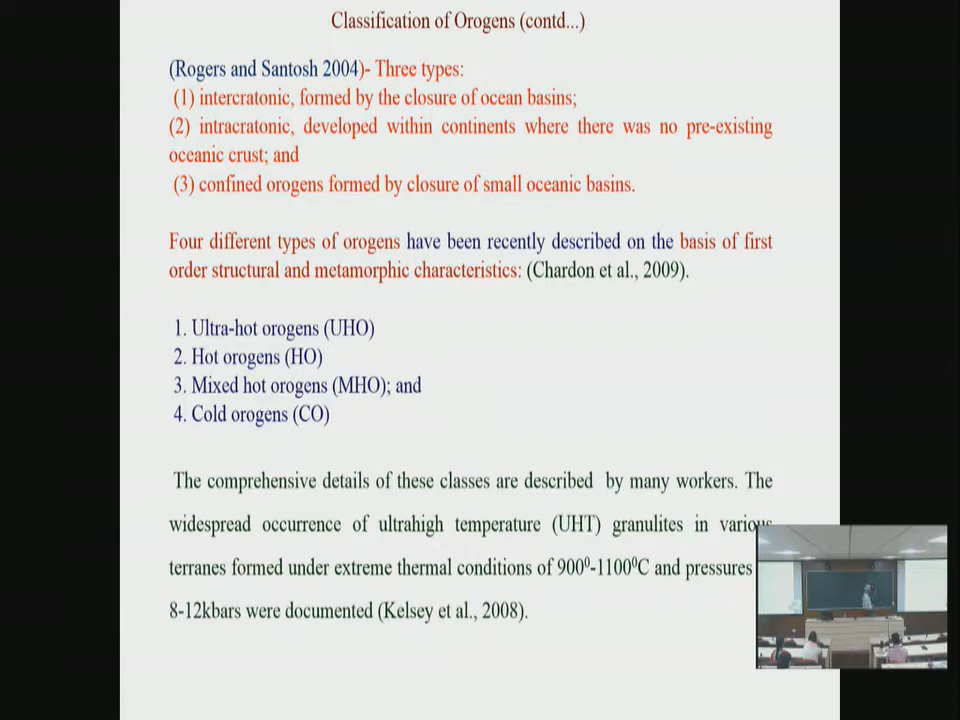 Classification of Orogens (contd...)
(Rogers and Santosh 2004)- Three types:
(1) intercratonic, formed by the closure of ocean basins;
(2) intracratonic, developed within continents where there was no pre-existing
oceanic crust; and
(3) confined orogens formed by closure of small oceanic basins.
Four different types of orogens have been recently described on the basis of first
order structural and metamorphic characteristics: (Chardon et al., 2009).
1. Ultra-hot orogens (UHO)
2. Hot orogens (HO)
3. Mixed hot orogens (MHO); and
4. Cold orogens (CO)
The comprehensive details of these classes are described by many workers. The
widespread occurrence of ultrahigh temperature (UHT) granulites in various
terranes formed under extreme thermal conditions of 900⁰-1100⁰C and pressures
8-12kbars were documented (Kelsey et al., 2008).